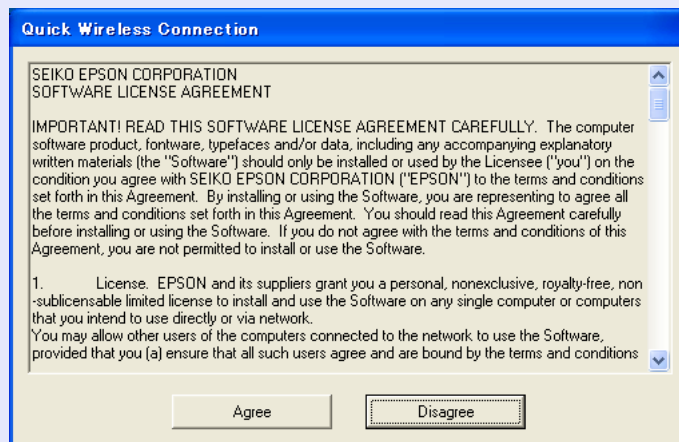 Quick Wireless Connection
SEIKO EPSON CORPORATION
SOFTWARE LICENSE AGREEMENT
IMPORTANT! READ THIS SOFTWARE LICENSE AGREEMENT CAREFULLY. The computer
software product, fontware, typefaces and/or data, including any accompanying explanatory
written materials (the "Software") should only be installed or used by the Licensee ("you") on the
condition you agree with SEIKO EPSON CORPORATION ("EPSON") to the terms and conditions
set forth in this Agreement. By installing or using the Software, you are representing to agree all
the terms and conditions set forth in this Agreement. You should read this Agreement carefully
before installing or using the Software. If you do not agree with the terms and conditions of this
Agreement, you are not permitted to install or use the Software.
1. License. EPSON and its suppliers grant you a personal, nonexclusive, royalty-free, non
-sublicensable limited license to install and use the Software on any single computer or computers
that you intend to use directly or via network.
You may allow other users of the computers connected to the network to use the Software,
provided that you (a) ensure that all such users agree and are bound by the terms and conditions
Agree
Disagree